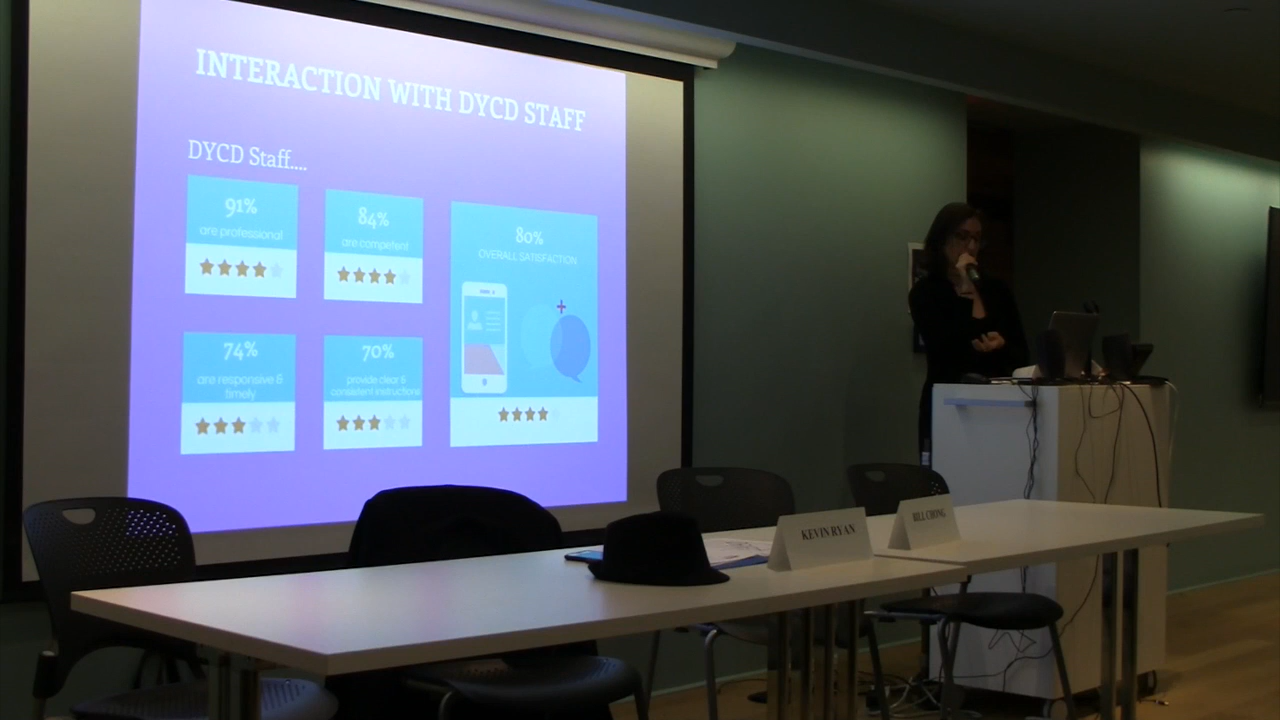 INTERACTION WITH DYCD STAFF
DYCD Staff....
91%
are professional
84%
are competent
80%
OVERALL SATISFACTION
74%
are responsive &
timely
70%
provide clear &
consistent instructions
KEVIN RYAN
BILL CHONG